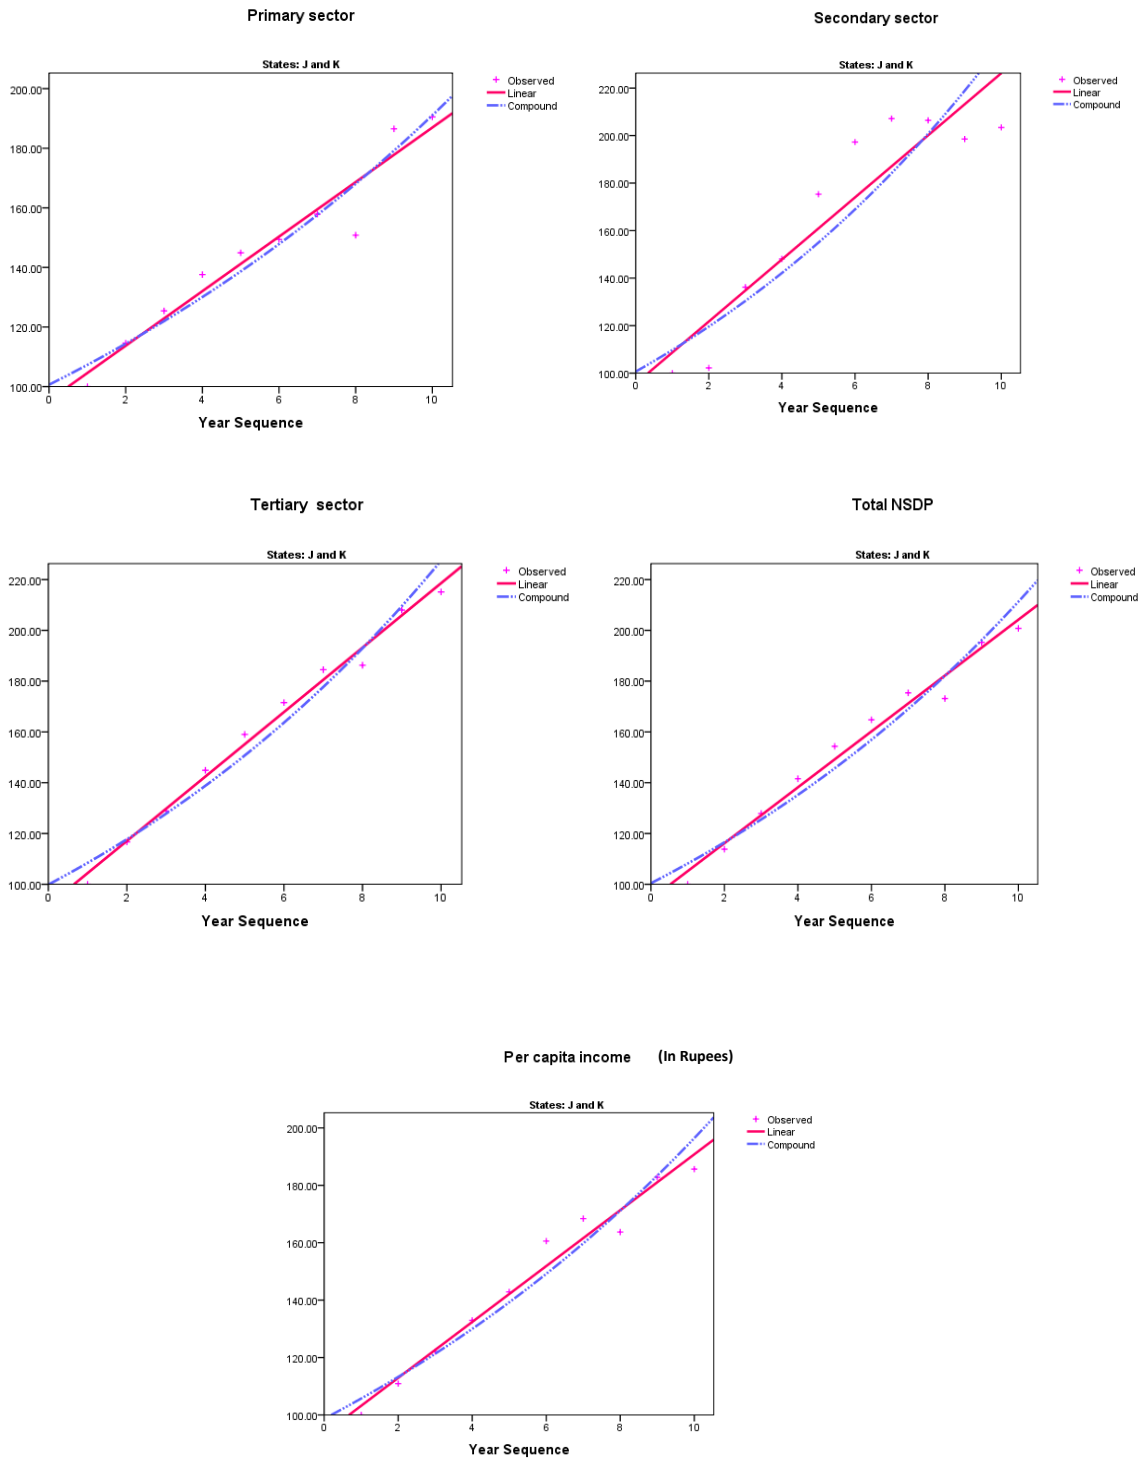 Primary sector
States: J and K
Observed
Linear
Compound
200.00
180.00
160.00
140.00
120.00
100.00
0 2 4 6 8 10
Year Sequence
Secondary sector
States: J and K
Observed
Linear
Compound
220.00
200.00
180.00
160.00
140.00
120.00
100.00
0 2 4 6 8 10
Year Sequence
Tertiary sector
States: J and K
Observed
Linear
Compound
220.00
200.00
180.00
160.00
140.00
120.00
100.00
0 2 4 6 8 10
Year Sequence
Total NSDP
States: J and K
Observed
Linear
Compound
220.00
200.00
180.00
160.00
140.00
120.00
100.00
0 2 4 6 8 10
Year Sequence
Per capita income (In Rupees)
States: J and K
Observed
Linear
Compound
200.00
180.00
160.00
140.00
120.00
100.00
0 2 4 6 8 10
Year Sequence